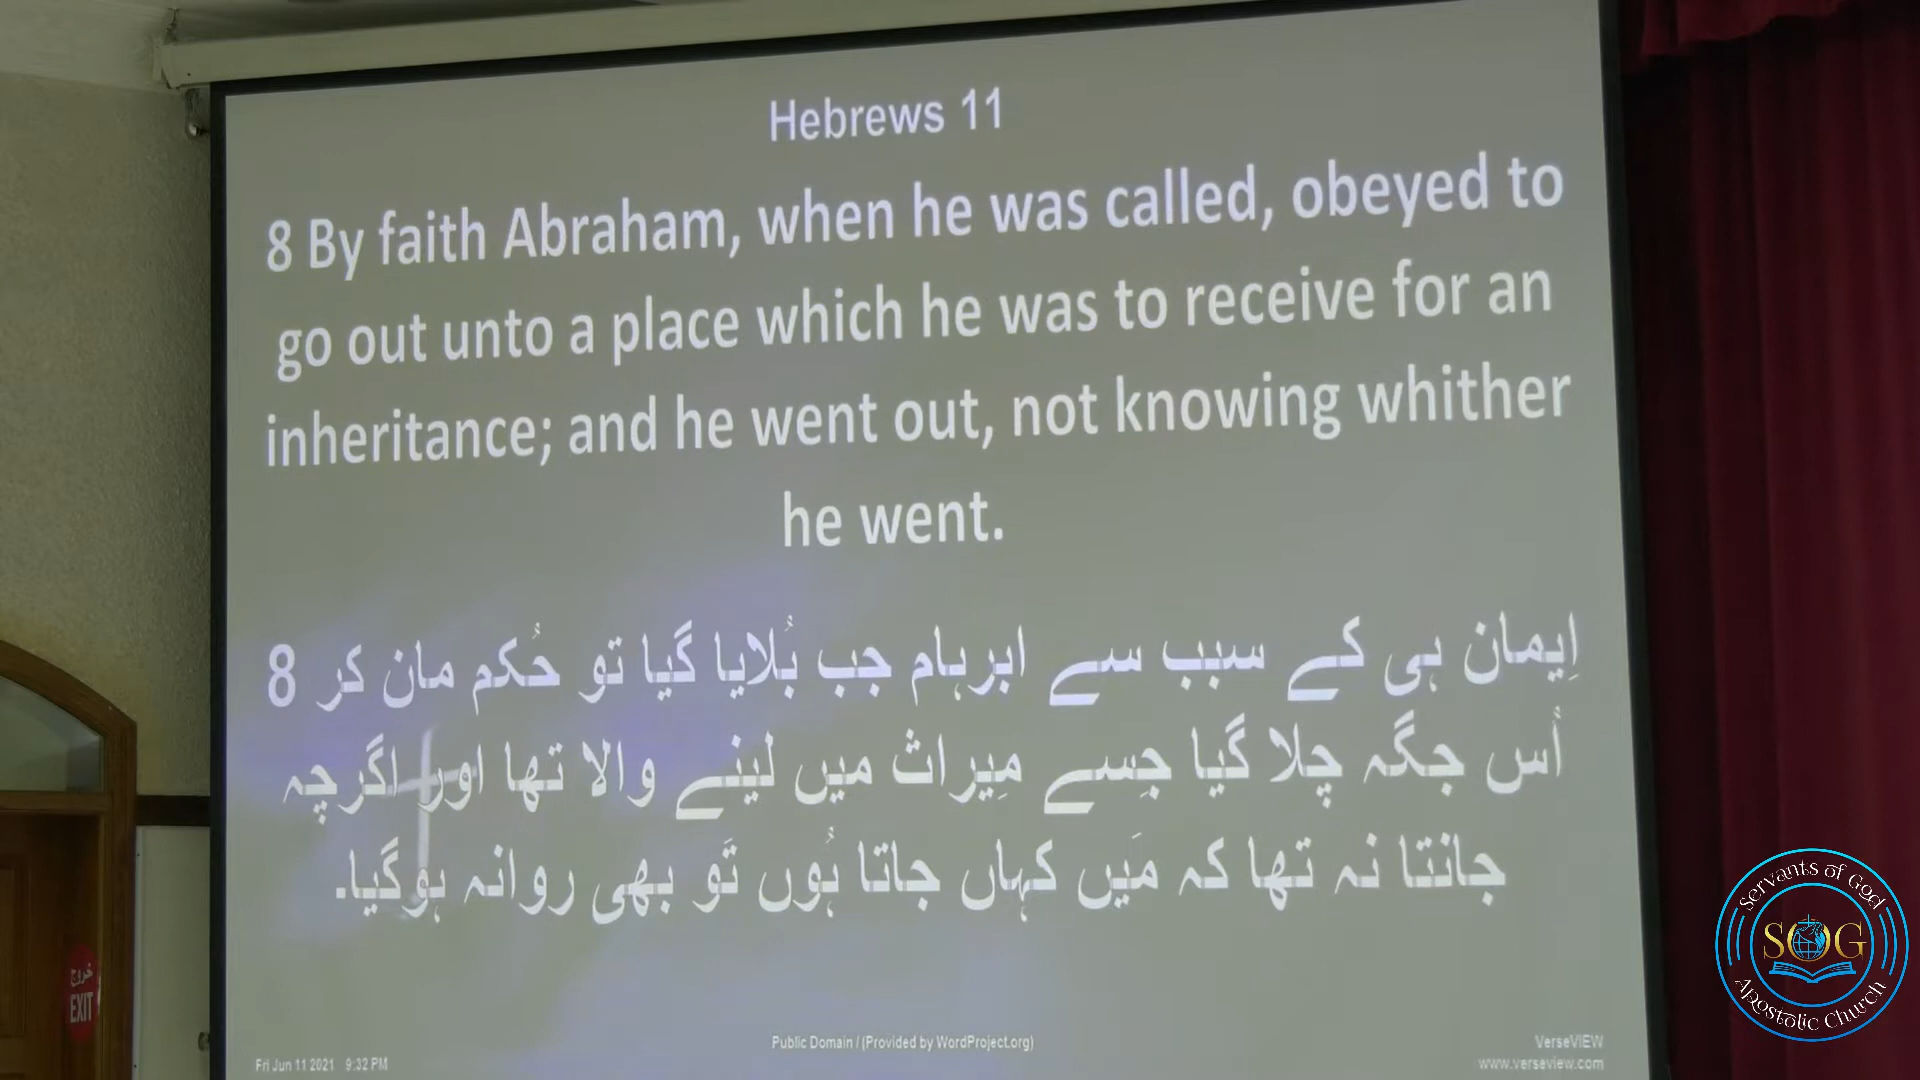 Hebrews 11
8 By faith Abraham, when he was called, obeyed to
go out unto a place which he was to receive for an
inheritance; and he went out, not knowing whither
he went.
اِیمان ہی کے سبب سے ابرہام جب بُلایا گیا تو حُکم مان کر 8
اُس جگہ چلا گیا جِسے مِیراث میں لینے والا تھا اور اگرچہ
جانتا نہ تھا کہ مَیں کہاں جاتا ہُوں تَو بھی روانہ ہوگیا.
Public Domain / (Provided by WordProject.org)
Fri Jun 11 2021 9:32 PM
VerseVIEW
www.verseview.com
خروج
EXIT
Servants of God
SOG
Apostolic Church